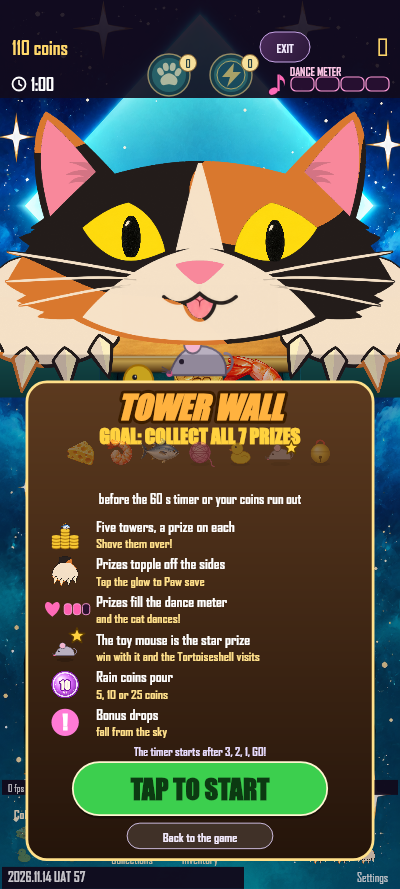 110 coins
EXIT
0
0
DANCE METER
1:00
TOWER WALL
GOAL: COLLECT ALL 7 PRIZES
before the 60 s timer or your coins run out
Five towers, a prize on each
Shove them over!
Prizes topple off the sides
Tap the glow to Paw save
Prizes fill the dance meter
and the cat dances!
The toy mouse is the star prize
win with it and the Tortoiseshell visits
10
Rain coins pour
5, 10 or 25 coins
!
Bonus drops
fall from the sky
The timer starts after 3, 2, 1, GO!
TAP TO START
0 fps
Back to the game
Collections
Inventory
2026.11.14 UAT 57
Settings